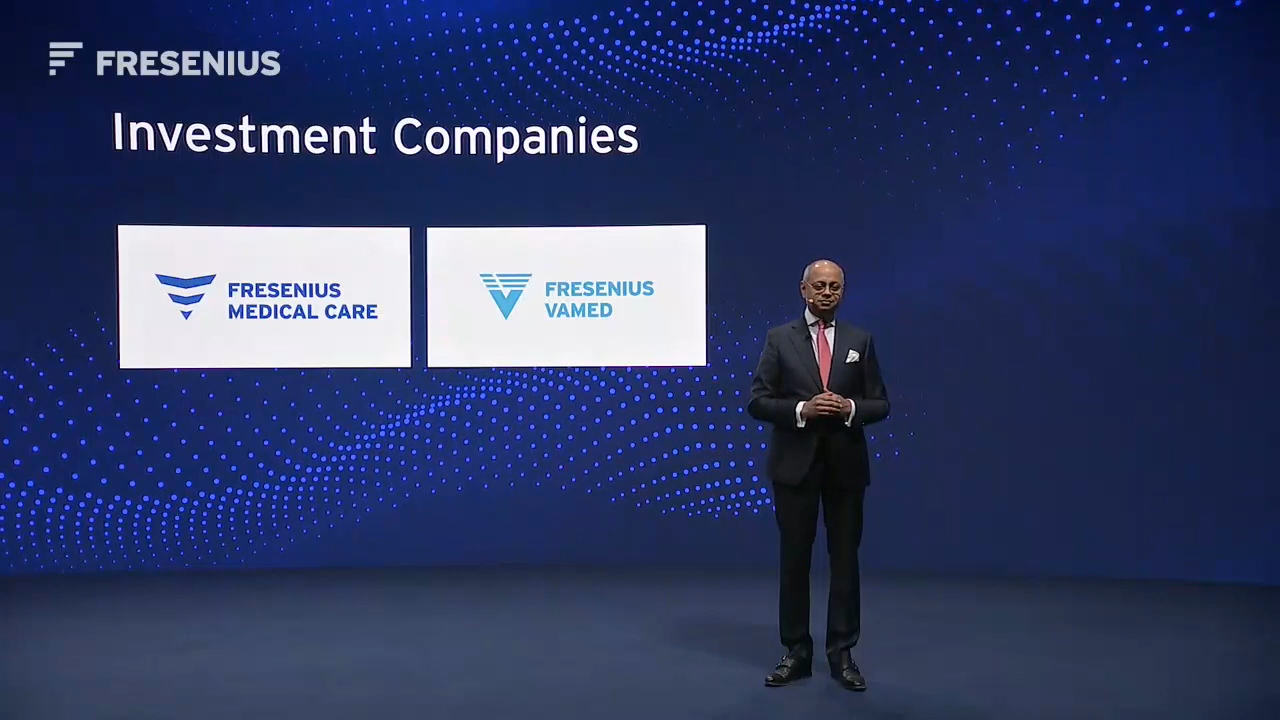 FRESENIUS
Investment Companies
FRESENIUS
MEDICAL CARE
FRESENIUS
VAMED